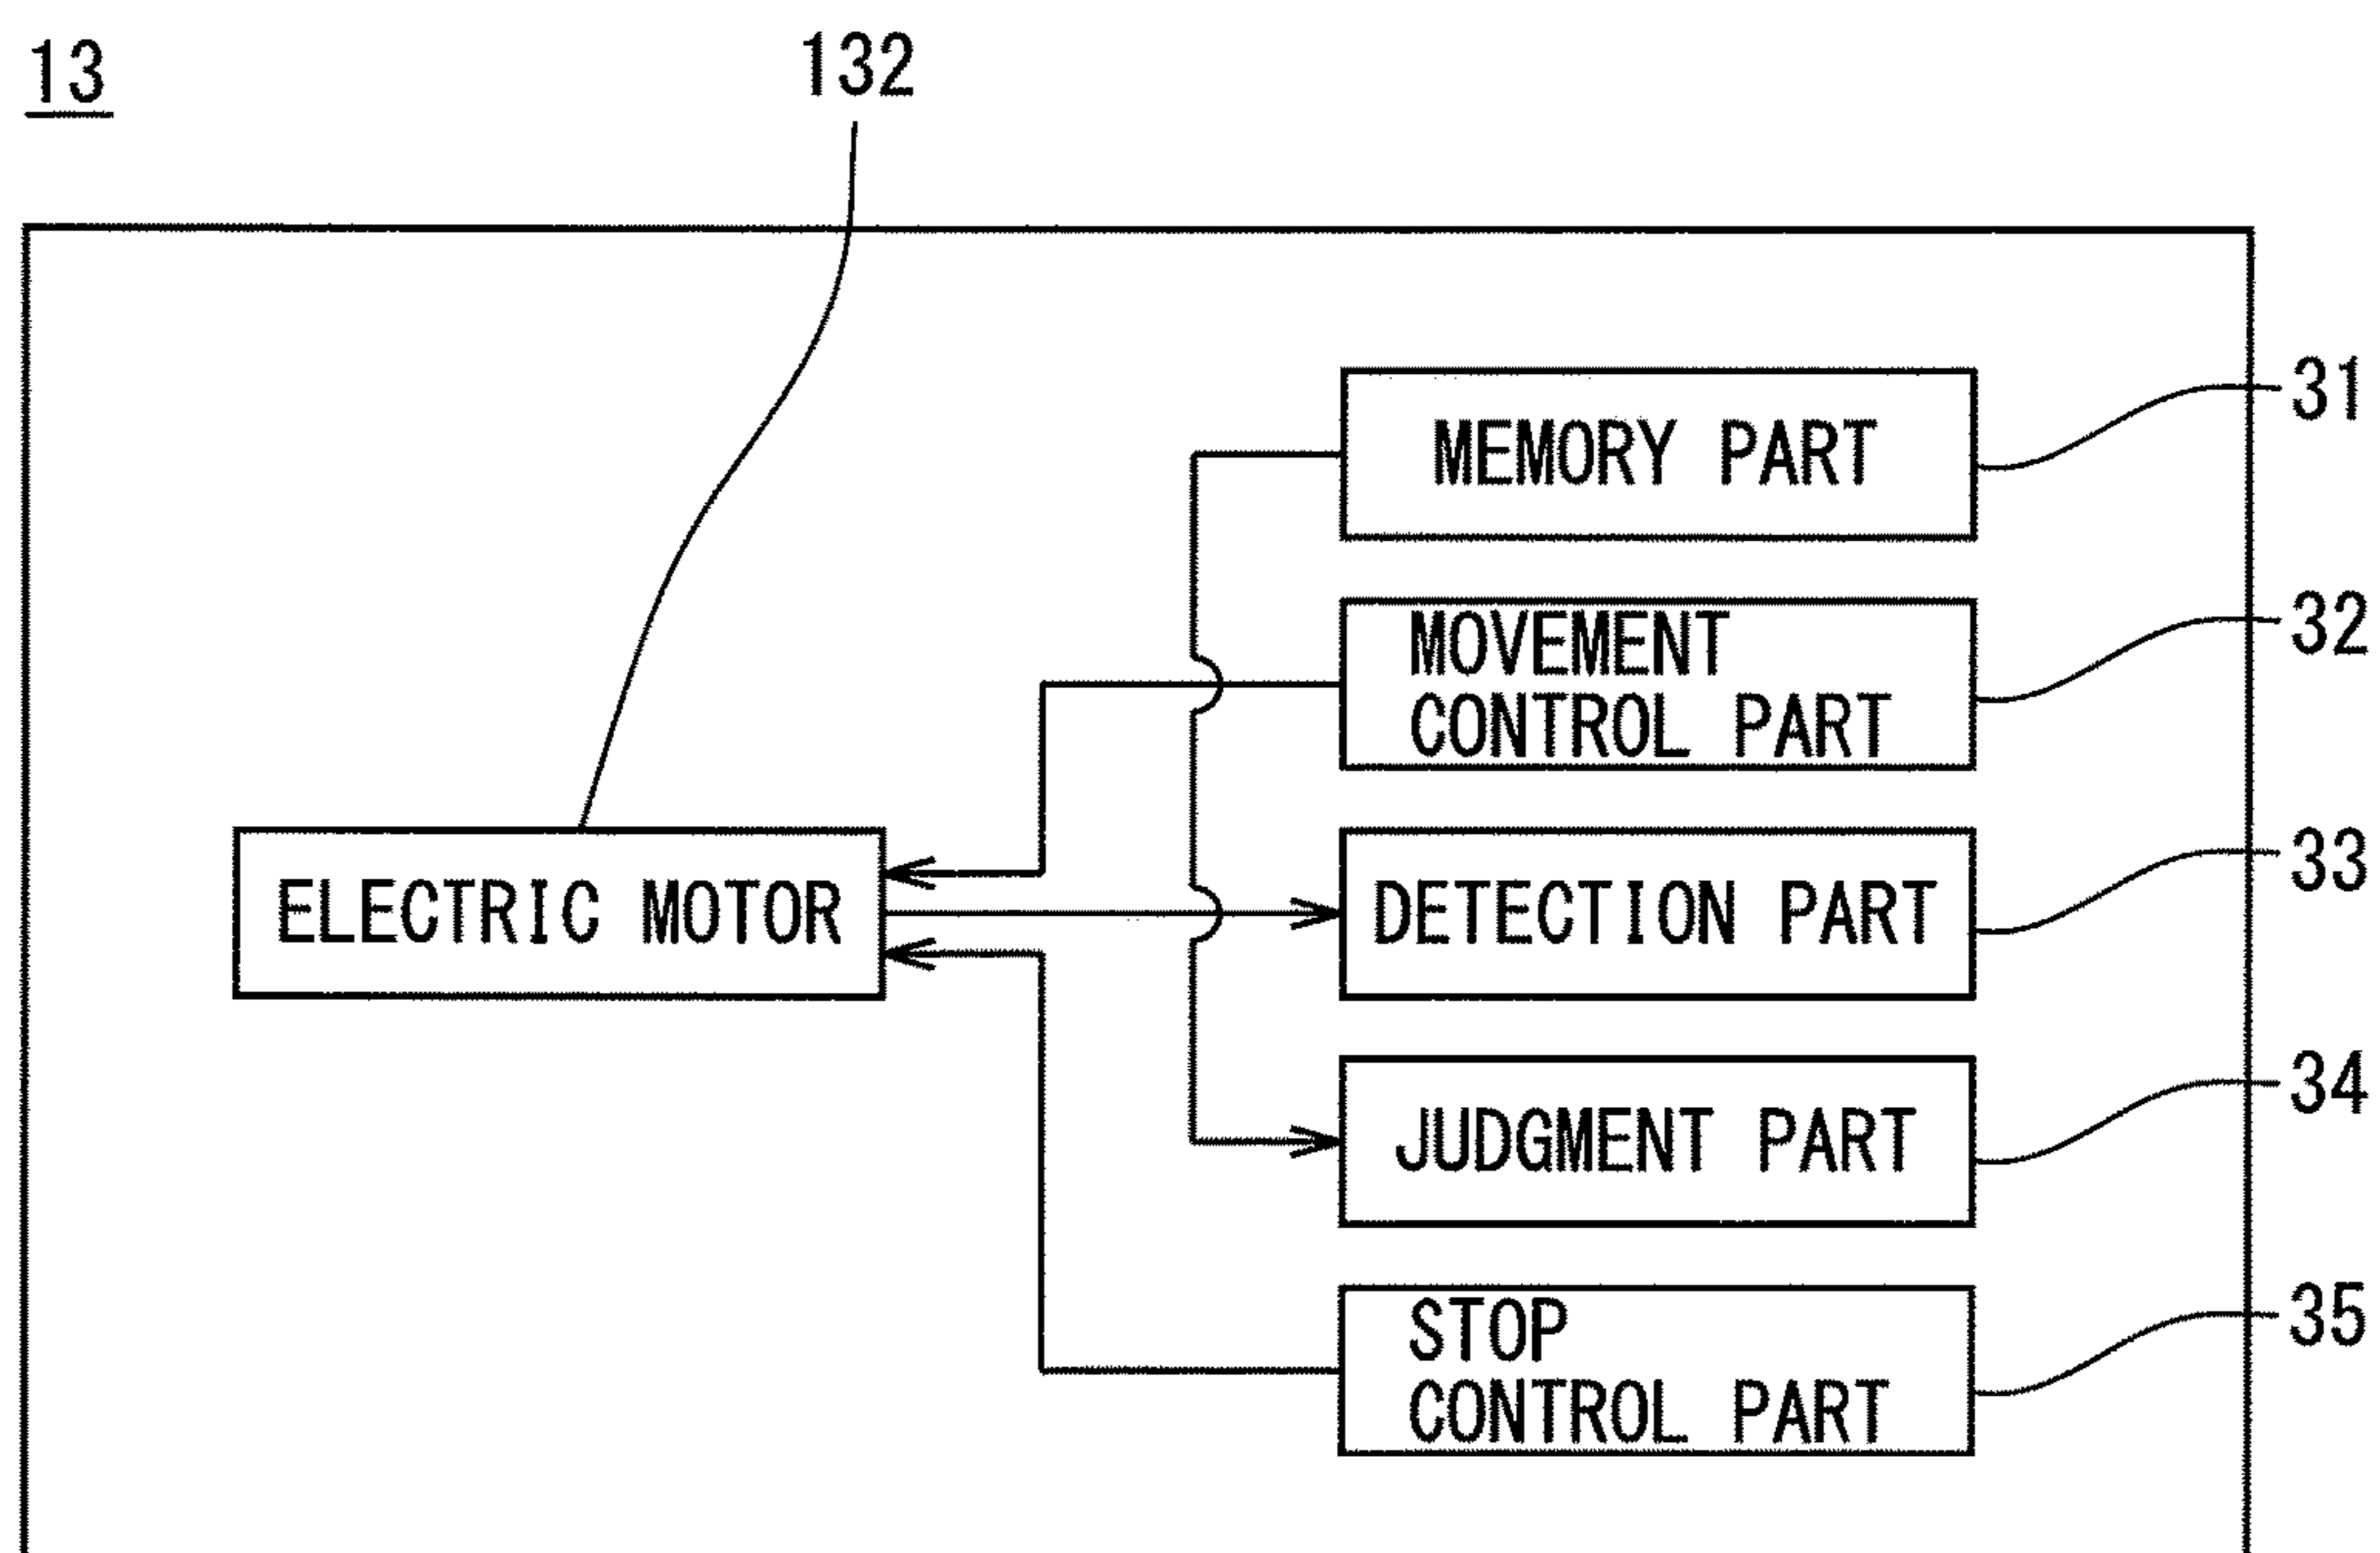 13
132
MEMORY PART
31
MOVEMENT
CONTROL PART
32
ELECTRIC MOTOR
DETECTION PART
33
JUDGMENT PART
34
STOP
CONTROL PART
35